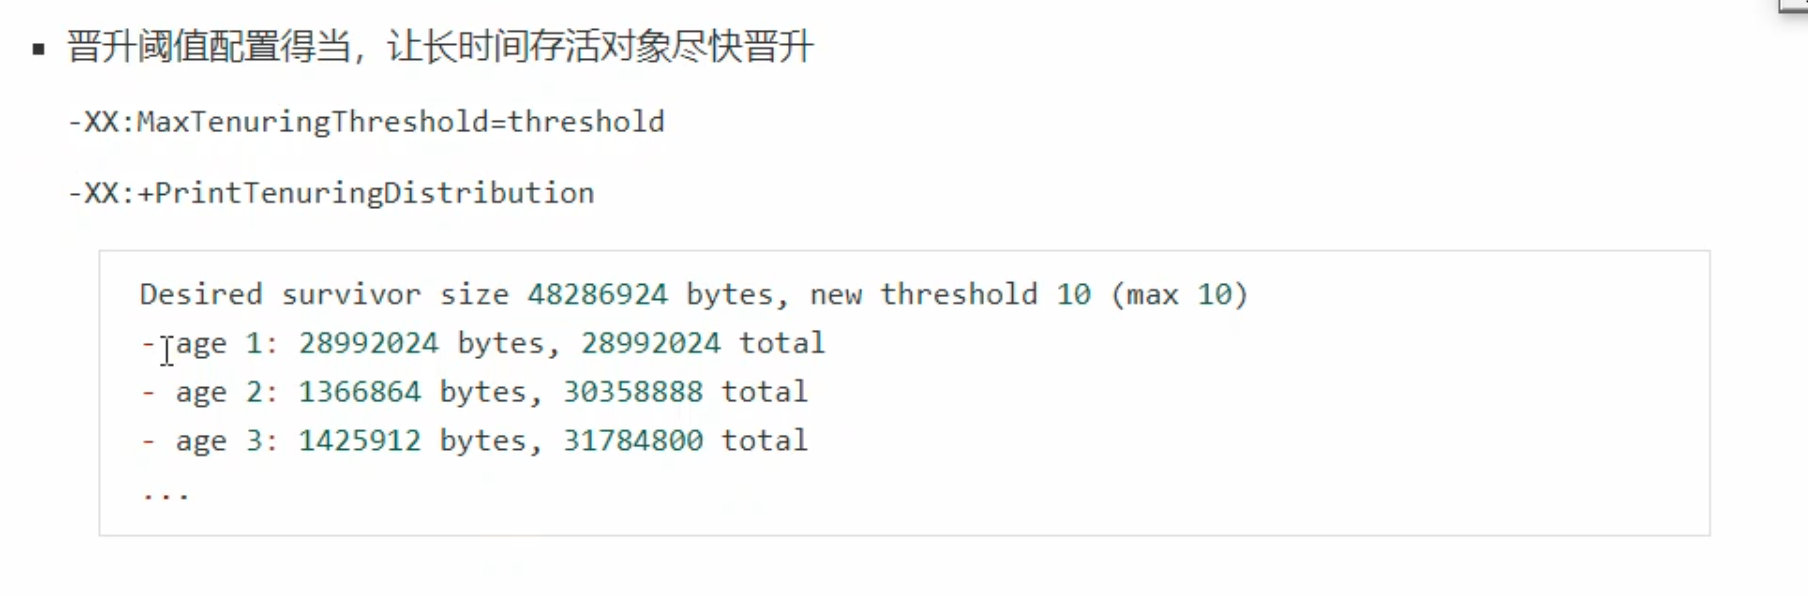 ▪ 晋升阈值配置得当，让长时间存活对象尽快晋升
-XX:MaxTenuringThreshold=threshold
-XX:+PrintTenuringDistribution
Desired survivor size 48286924 bytes, new threshold 10 (max 10)
- age 1: 28992024 bytes, 28992024 total
- age 2: 1366864 bytes, 30358888 total
- age 3: 1425912 bytes, 31784800 total
...